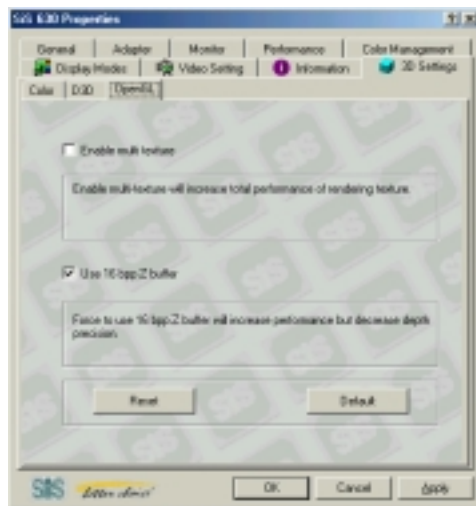 SiS 630 Properties
General Adapter Monitor Performance Color Management
Display Modes Video Setting Information 3D Settings
Color D3D OpenGL
Enable multi texture
Enable multi-texture will increase total performance of rendering texture.
Use 16 bpp Z buffer
Force to use 16 bpp Z buffer will increase performance but decrease depth
precision.
Reset Default
SiS
OK Cancel Apply